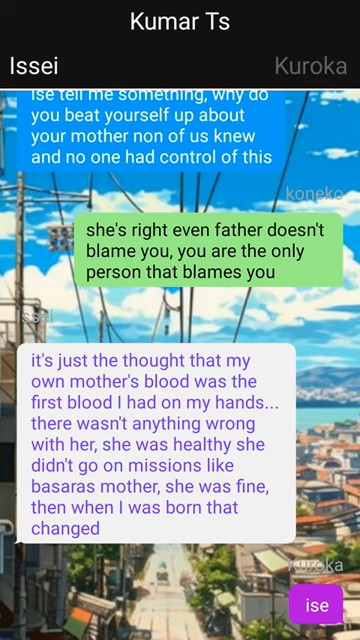 Kumar Ts
Issei
Kuroka
Ise tell me something, why do
you beat yourself up about
your mother non of us knew
and no one had control of this
koneko
she's right even father doesn't
blame you, you are the only
person that blames you
Issei
it's just the thought that my
own mother's blood was the
first blood I had on my hands...
there wasn't anything wrong
with her, she was healthy she
didn't go on missions like
basaras mother, she was fine,
then when I was born that
changed
Kuroka
ise